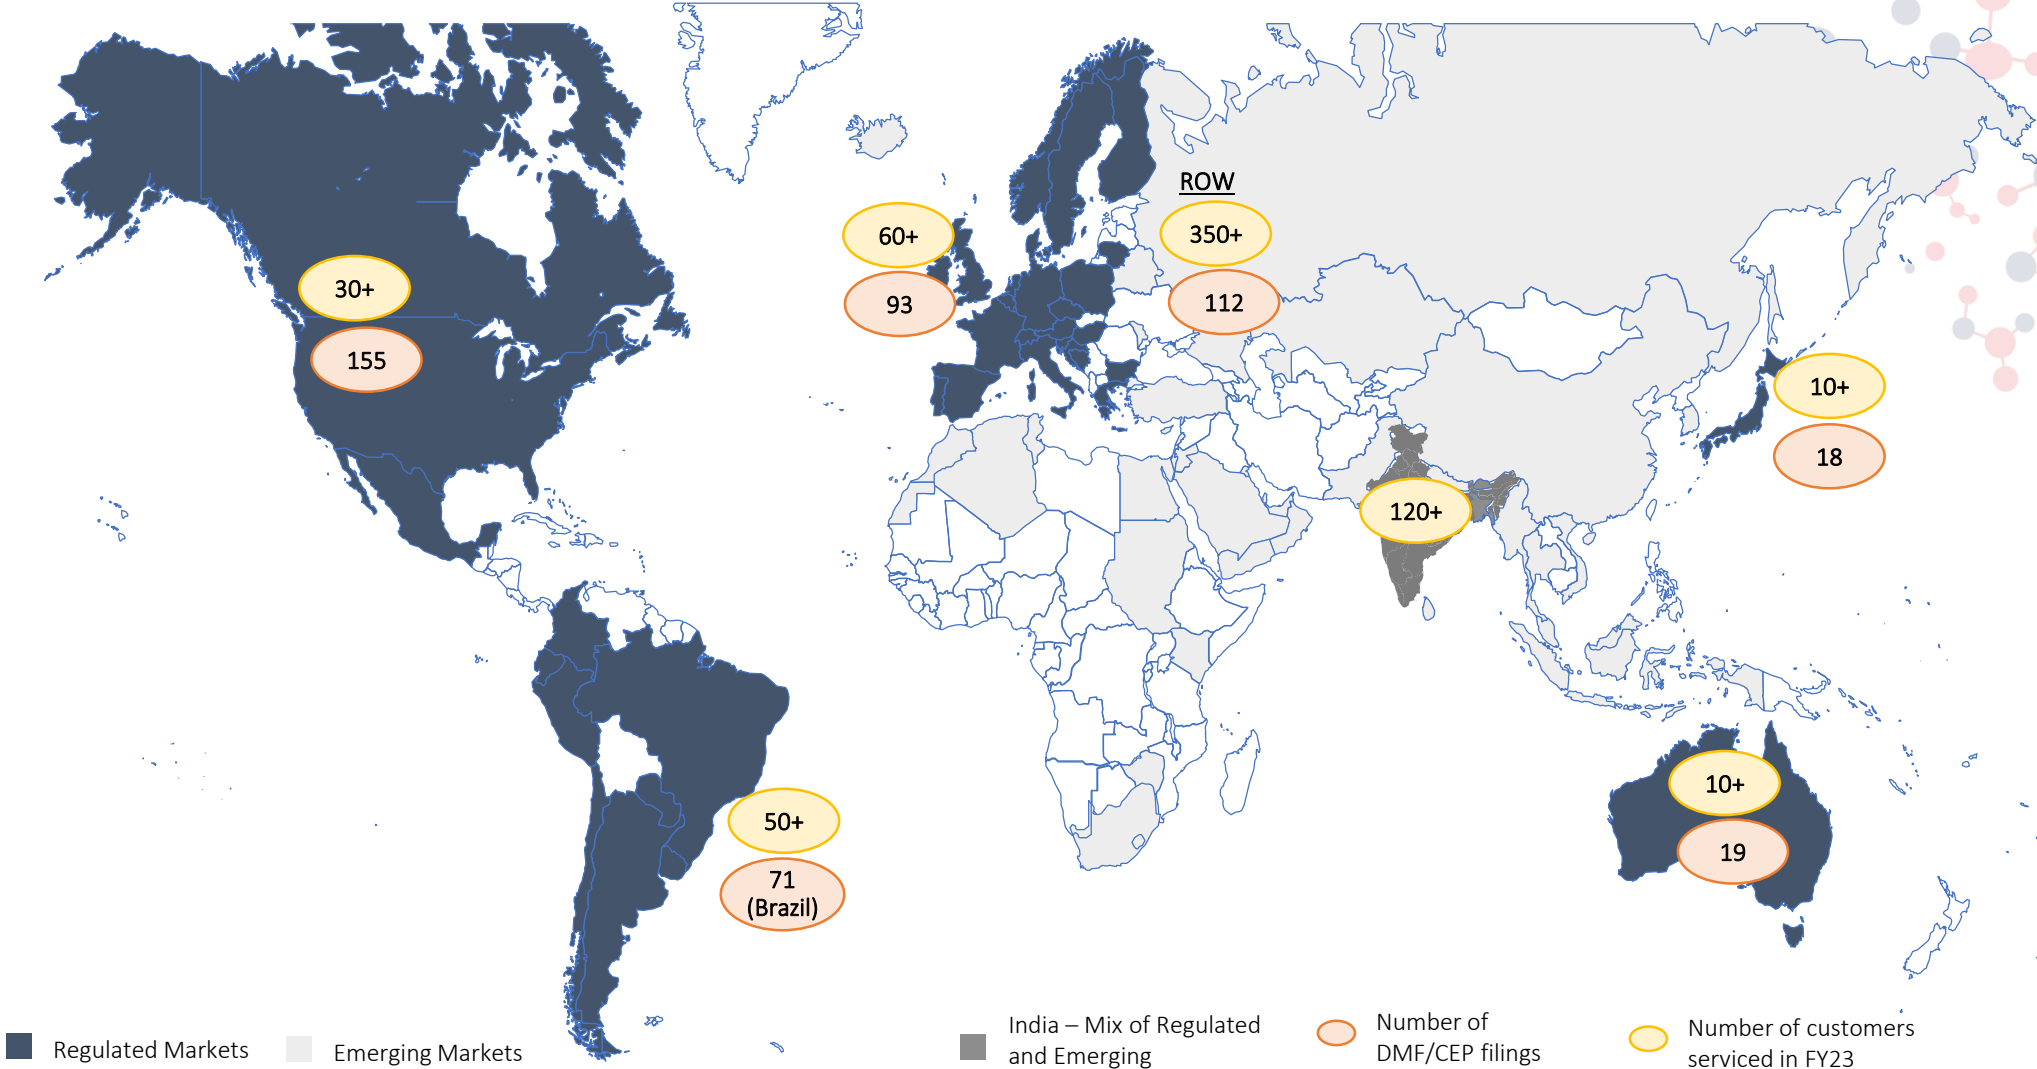 ROW
60+
350+
93
112
30+
155
10+
18
120+
10+
19
50+
71
(Brazil)
Regulated Markets
Emerging Markets
India – Mix of Regulated
and Emerging
Number of
DMF/CEP filings
Number of customers
serviced in FY23